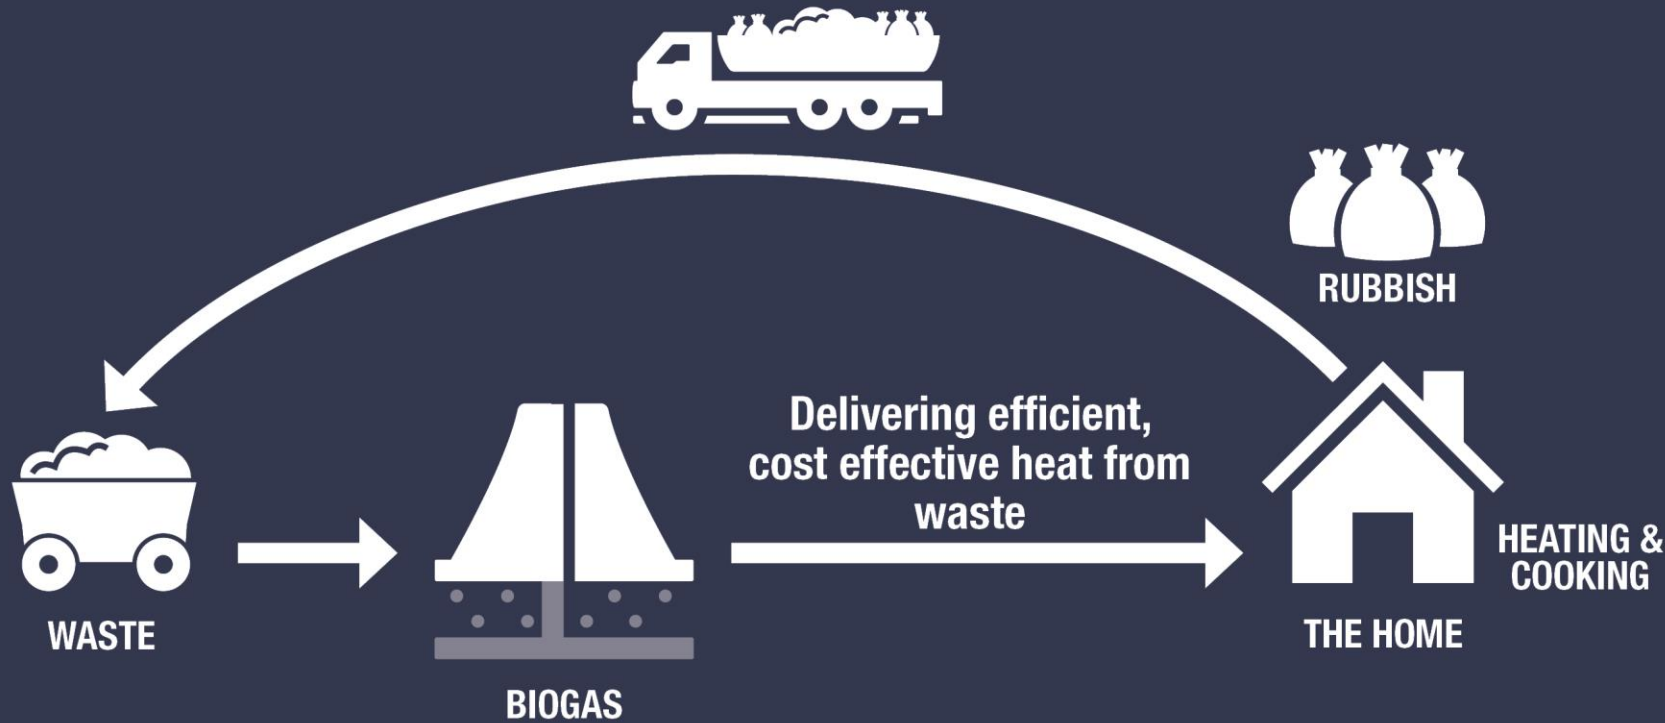 RUBBISH
Delivering efficient,
cost effective heat from
waste
HEATING &
COOKING
WASTE
THE HOME
BIOGAS